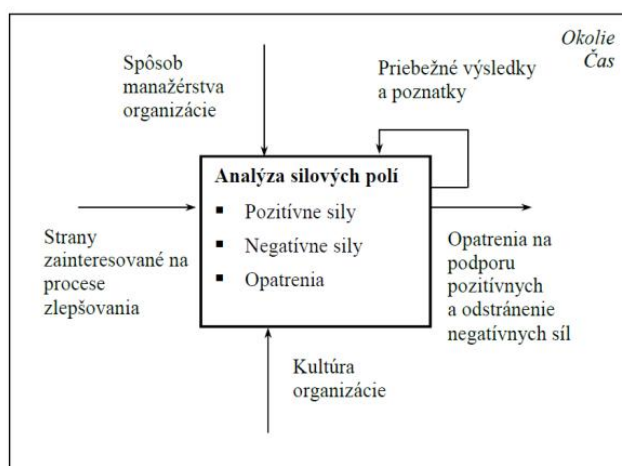 Okolie
Čas
Spôsob
manažérstva
organizácie
Priebežné výsledky
a poznatky
Analýza silových polí
▪ Pozitívne sily
▪ Negatívne sily
▪ Opatrenia
Strany
zainteresované na
procese
zlepšovania
Opatrenia na
podporu
pozitívnych
a odstránenie
negatívnych síl
Kultúra
organizácie